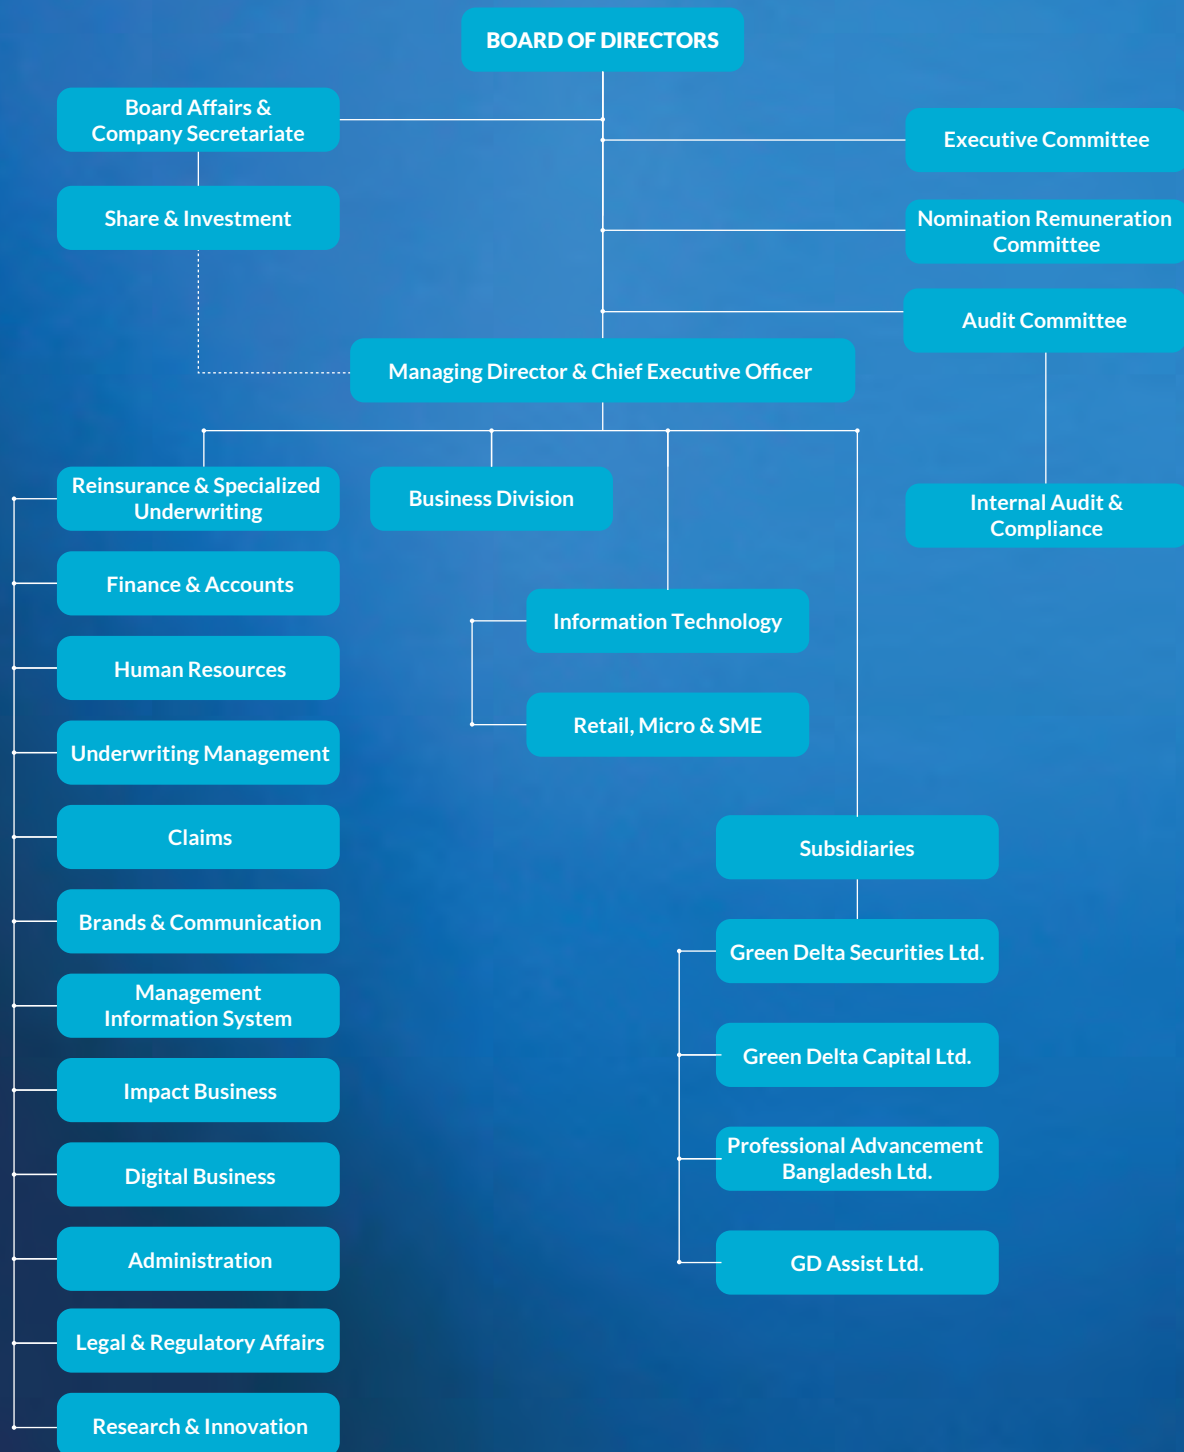 BOARD OF DIRECTORS
Board Affairs &
Company Secretariate
Executive Committee
Share & Investment
Nomination Remuneration
Committee
Audit Committee
Managing Director & Chief Executive Officer
Reinsurance & Specialized
Underwriting
Business Division
Internal Audit &
Compliance
Finance & Accounts
Information Technology
Human Resources
Retail, Micro & SME
Underwriting Management
Claims
Subsidiaries
Brands & Communication
Green Delta Securities Ltd.
Management
Information System
Green Delta Capital Ltd.
Impact Business
Professional Advancement
Bangladesh Ltd.
Digital Business
Administration
GD Assist Ltd.
Legal & Regulatory Affairs
Research & Innovation